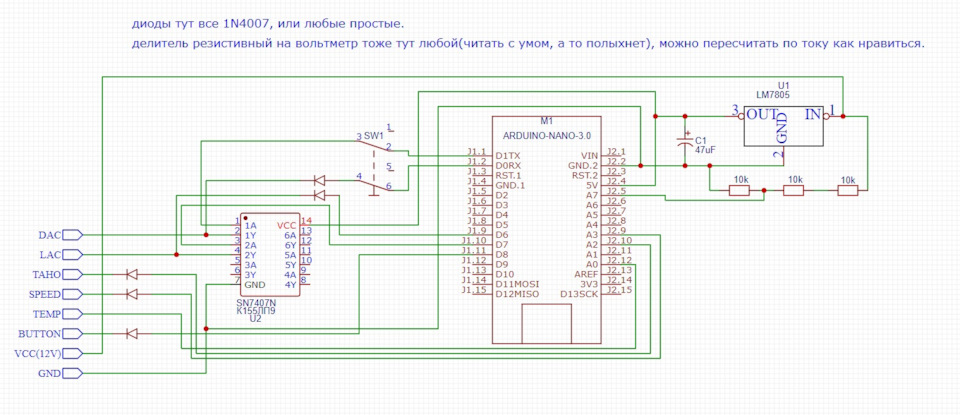 диоды тут все 1N4007, или любые простые.
делитель резистивный на вольтметр тоже тут любой(читать с умом, а то полыхнет), можно пересчитать по току как нравиться.
U1
LM7805
3 OUT IN 1
GND
2
C1
47uF
10k 10k 10k
M1
ARDUINO-NANO-3.0
J1.1 D1TX VIN J2.1
J1.2 D0RX GND.2 J2.2
J1.3 RST.1 RST.2 J2.3
J1.4 GND.1 5V J2.4
J1.5 D2 A7 J2.5
J1.6 D3 A6 J2.6
J1.7 D4 A5 J2.7
J1.8 D5 A4 J2.8
J1.9 D6 A3 J2.9
J1.10 D7 A2 J2.10
J1.11 D8 A1 J2.11
J1.12 D9 A0 J2.12
J1.13 D10 AREF J2.13
J1.14 D11MOSI 3V3 J2.14
J1.15 D12MISO D13SCK J2.15
SW1
1
3
2
5
4
6
1 1A VCC 14
2 1Y 6A 13
3 2A 6Y 12
4 2Y 5A 11
5 3A 5Y 10
6 3Y 4A 9
7 GND 4Y 8
SN7407N
К155ЛП9
U2
DAC
LAC
TAHO
SPEED
TEMP
BUTTON
VCC(12V)
GND